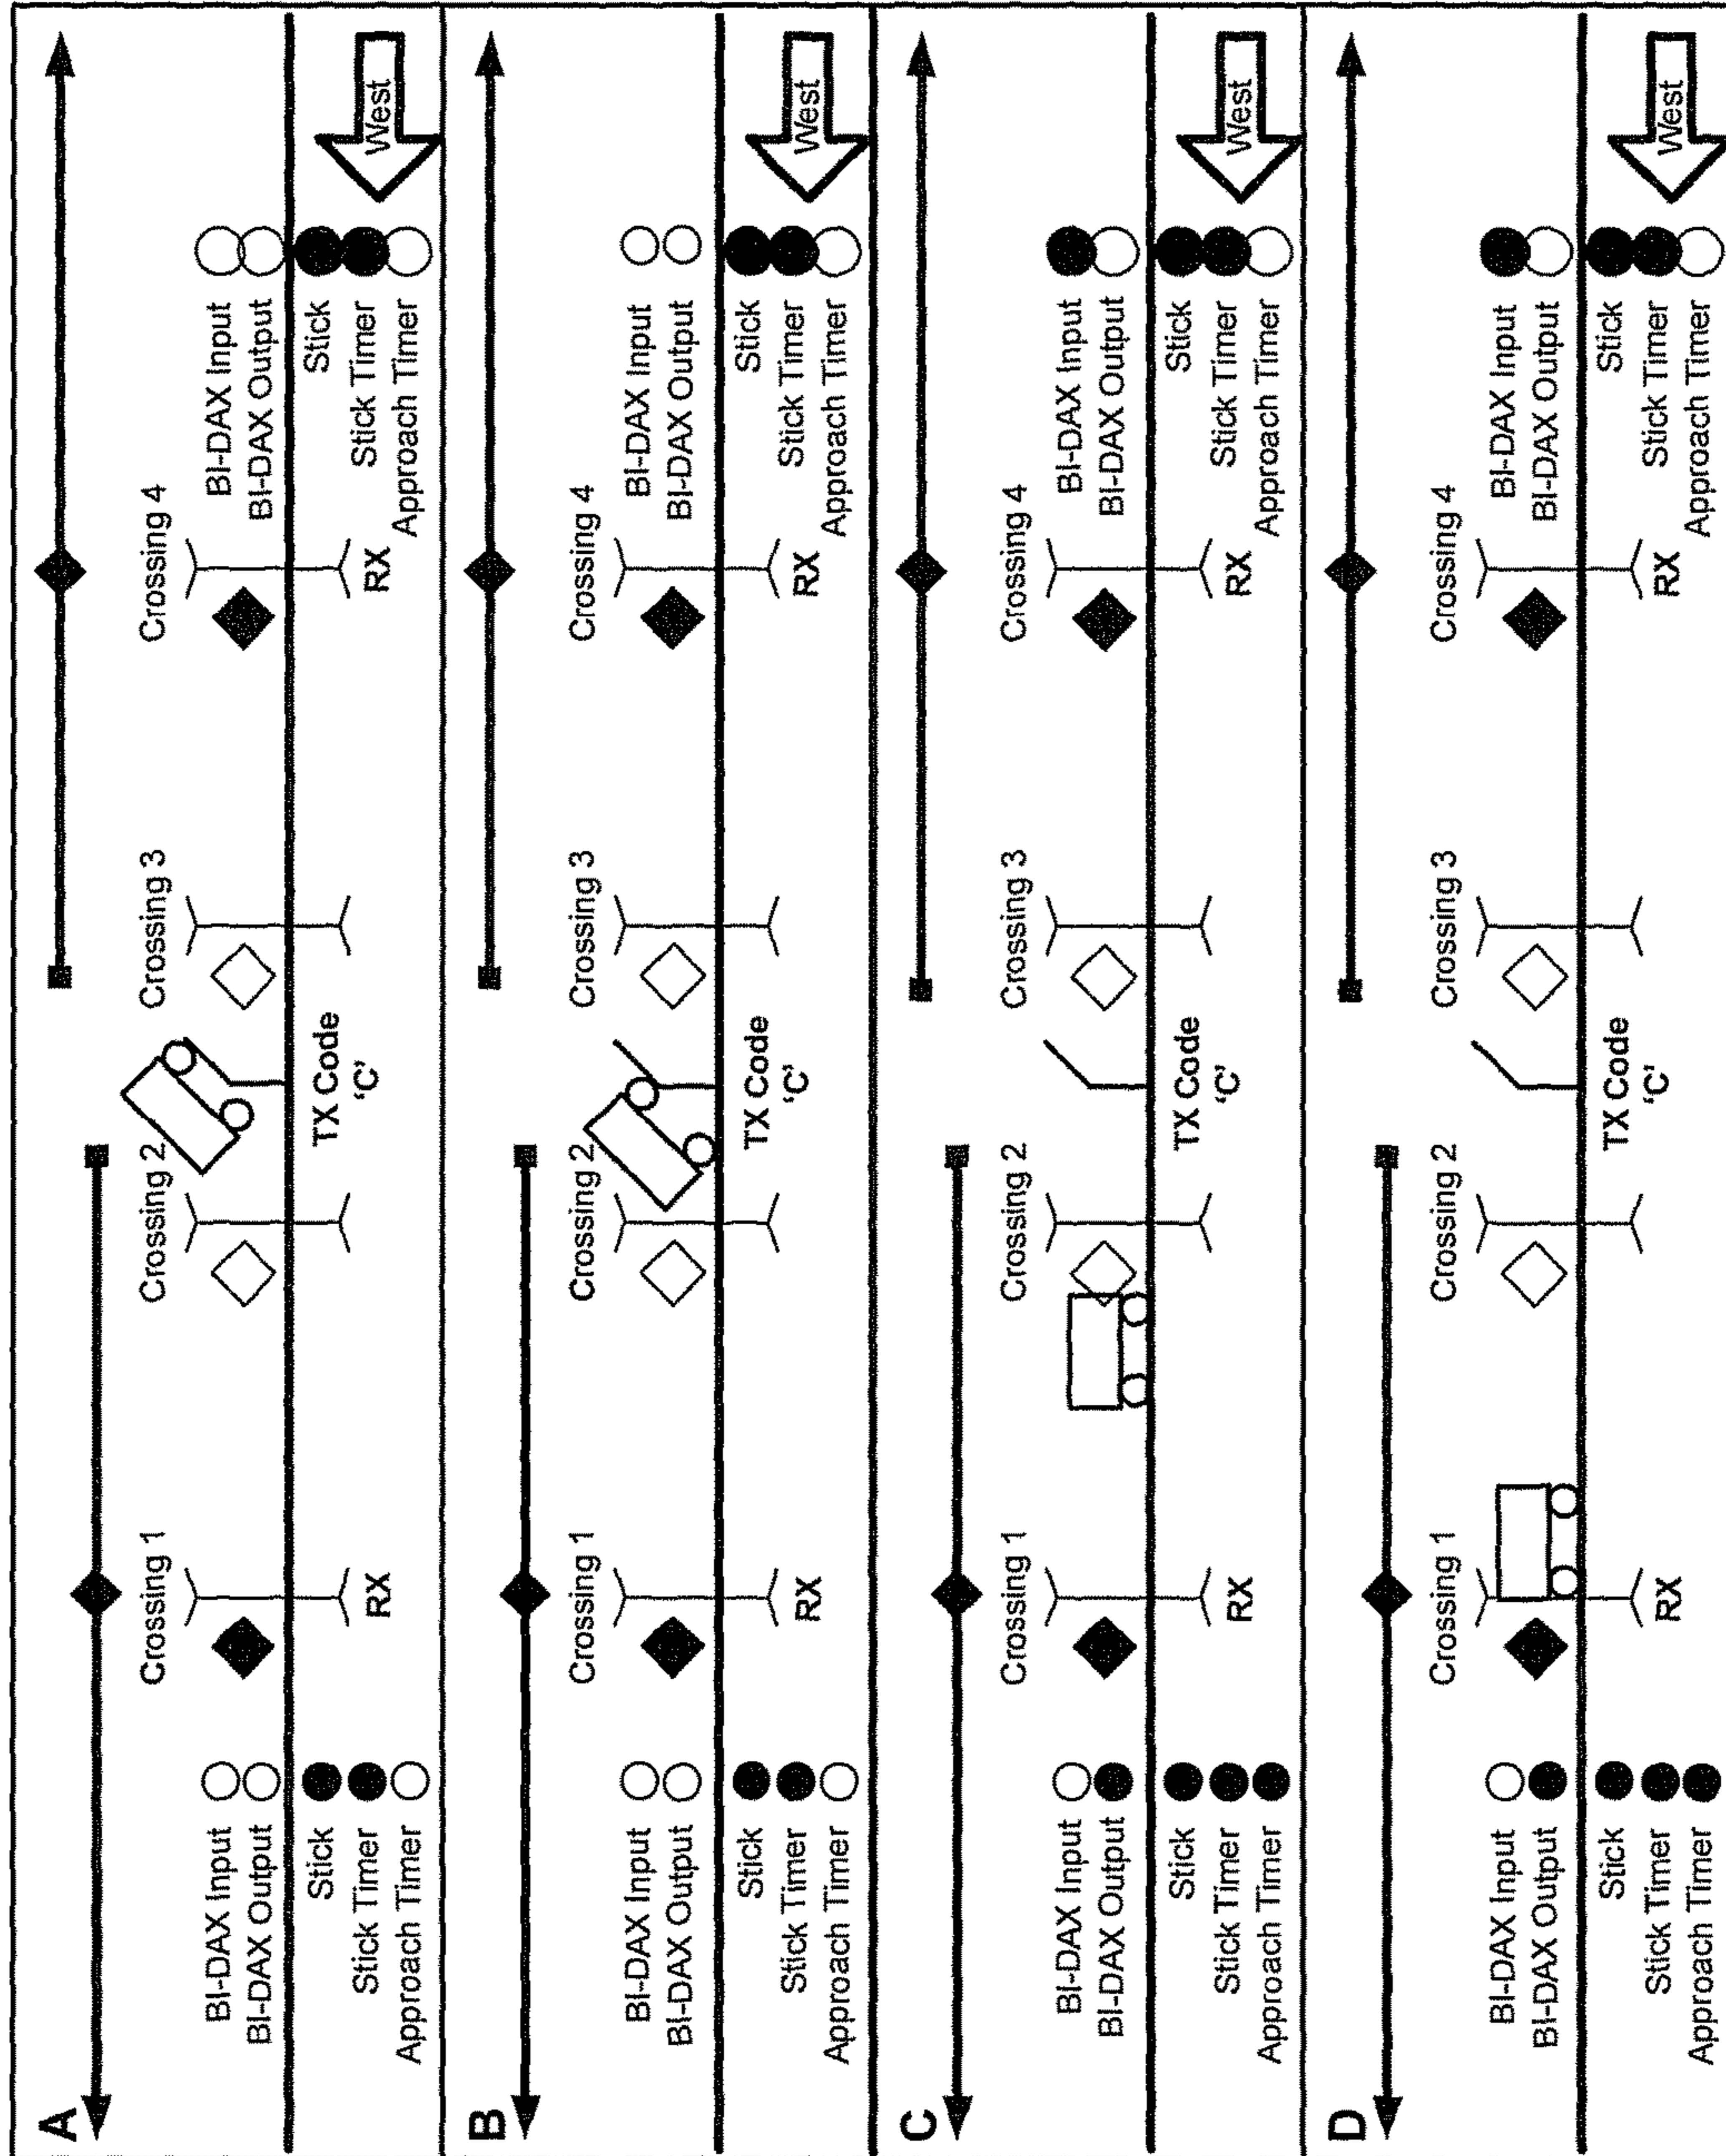 A
Crossing 1
Crossing 2
Crossing 3
Crossing 4
BI-DAX Input
BI-DAX Output
BI-DAX Input
BI-DAX Output
Stick
Stick Timer
Approach Timer
RX
TX Code
'C'
RX
Stick
Stick Timer
Approach Timer
West
B
Crossing 1
Crossing 2
Crossing 3
Crossing 4
BI-DAX Input
BI-DAX Output
BI-DAX Input
BI-DAX Output
Stick
Stick Timer
Approach Timer
RX
TX Code
'C'
RX
Stick
Stick Timer
Approach Timer
West
C
Crossing 1
Crossing 2
Crossing 3
Crossing 4
BI-DAX Input
BI-DAX Output
BI-DAX Input
BI-DAX Output
Stick
Stick Timer
Approach Timer
RX
TX Code
'C'
RX
Stick
Stick Timer
Approach Timer
West
D
Crossing 1
Crossing 2
Crossing 3
Crossing 4
BI-DAX Input
BI-DAX Output
BI-DAX Input
BI-DAX Output
Stick
Stick Timer
Approach Timer
RX
TX Code
'C'
RX
Stick
Stick Timer
Approach Timer
West